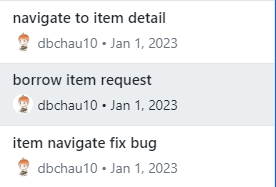 navigate to item detail
dbchau10 • Jan 1, 2023
borrow item request
dbchau10 • Jan 1, 2023
item navigate fix bug
dbchau10 • Jan 1, 2023